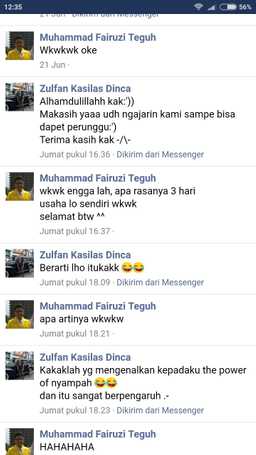 12:35
56%
21 Jun · Dikirim dari Messenger
Muhammad Fairuzi Teguh
Wkwkwk oke
21 Jun ·
Zulfan Kasilas Dinca
Alhamdulillahh kak:'))
Makasih yaaa udh ngajarin kami sampe bisa
dapet perunggu:')
Terima kasih kak -/\-
Jumat pukul 16.36 · Dikirim dari Messenger
Muhammad Fairuzi Teguh
wkwk engga lah, apa rasanya 3 hari
usaha lo sendiri wkwk
selamat btw ^^
Jumat pukul 16:37 ·
Zulfan Kasilas Dinca
Berarti lho itukakk 😂😂
Jumat pukul 18.09 · Dikirim dari Messenger
Muhammad Fairuzi Teguh
apa artinya wkwkw
Jumat pukul 18.21 ·
Zulfan Kasilas Dinca
Kakaklah yg mengenalkan kepadaku the power
of nyampah 😂😂
dan itu sangat berpengaruh .-
Jumat pukul 18.23 · Dikirim dari Messenger
Muhammad Fairuzi Teguh
HAHAHAHA